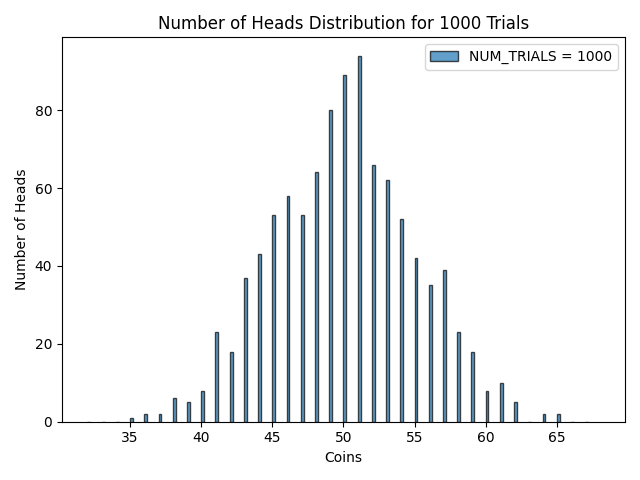 Number of Heads Distribution for 1000 Trials
NUM_TRIALS = 1000
Number of Heads
80
60
40
20
0
35 40 45 50 55 60 65
Coins